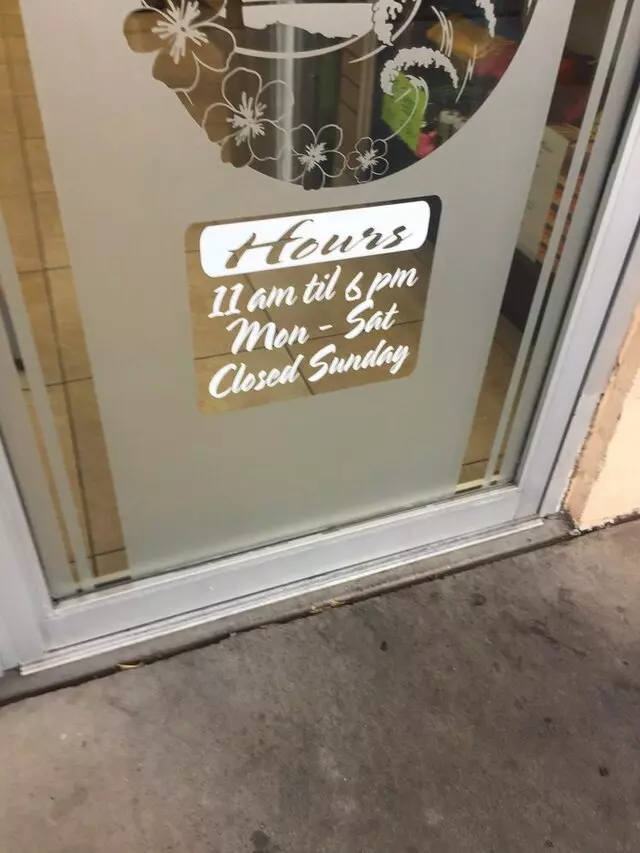 Hours
11 am til 6 pm
Mon - Sat
Closed Sunday